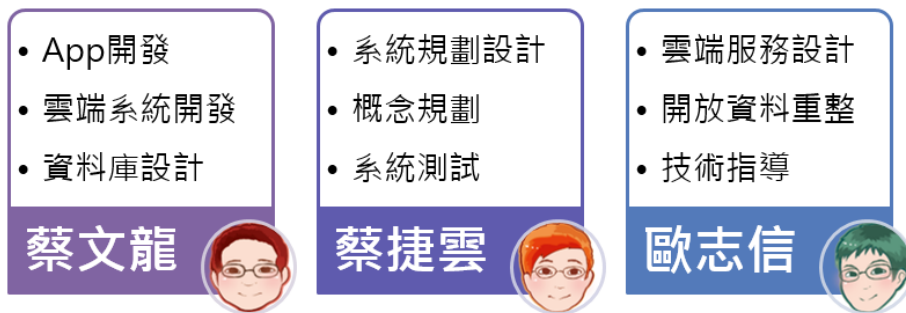 • App開發
• 雲端系統開發
• 資料庫設計
蔡文龍
• 系統規劃設計
• 概念規劃
• 系統測試
蔡捷雲
• 雲端服務設計
• 開放資料重整
• 技術指導
歐志信